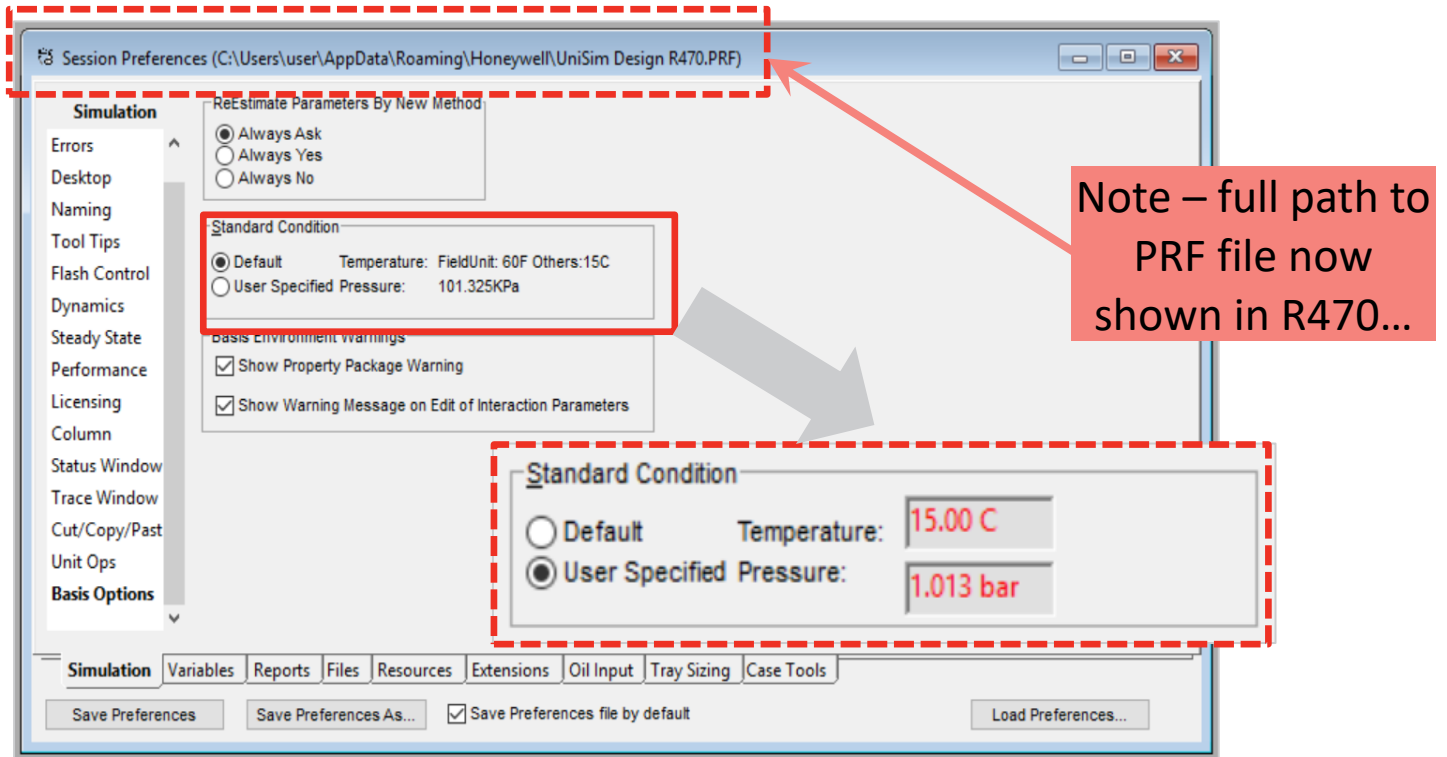 Session Preferences (C:\Users\user\AppData\Roaming\Honeywell\UniSim Design R470.PRF)
Simulation
Errors
Desktop
Naming
Tool Tips
Flash Control
Dynamics
Steady State
Performance
Licensing
Column
Status Window
Trace Window
Cut/Copy/Past
Unit Ops
Basis Options
ReEstimate Parameters By New Method
Always Ask
Always Yes
Always No
Standard Condition
Default Temperature: FieldUnit: 60F Others:15C
User Specified Pressure: 101.325KPa
Basis Environment Warnings
Show Property Package Warning
Show Warning Message on Edit of Interaction Parameters
Note – full path to
PRF file now
shown in R470...
Standard Condition
Default Temperature: 15.00 C
User Specified Pressure: 1.013 bar
Simulation Variables Reports Files Resources Extensions Oil Input Tray Sizing Case Tools
Save Preferences Save Preferences As... Save Preferences file by default Load Preferences...